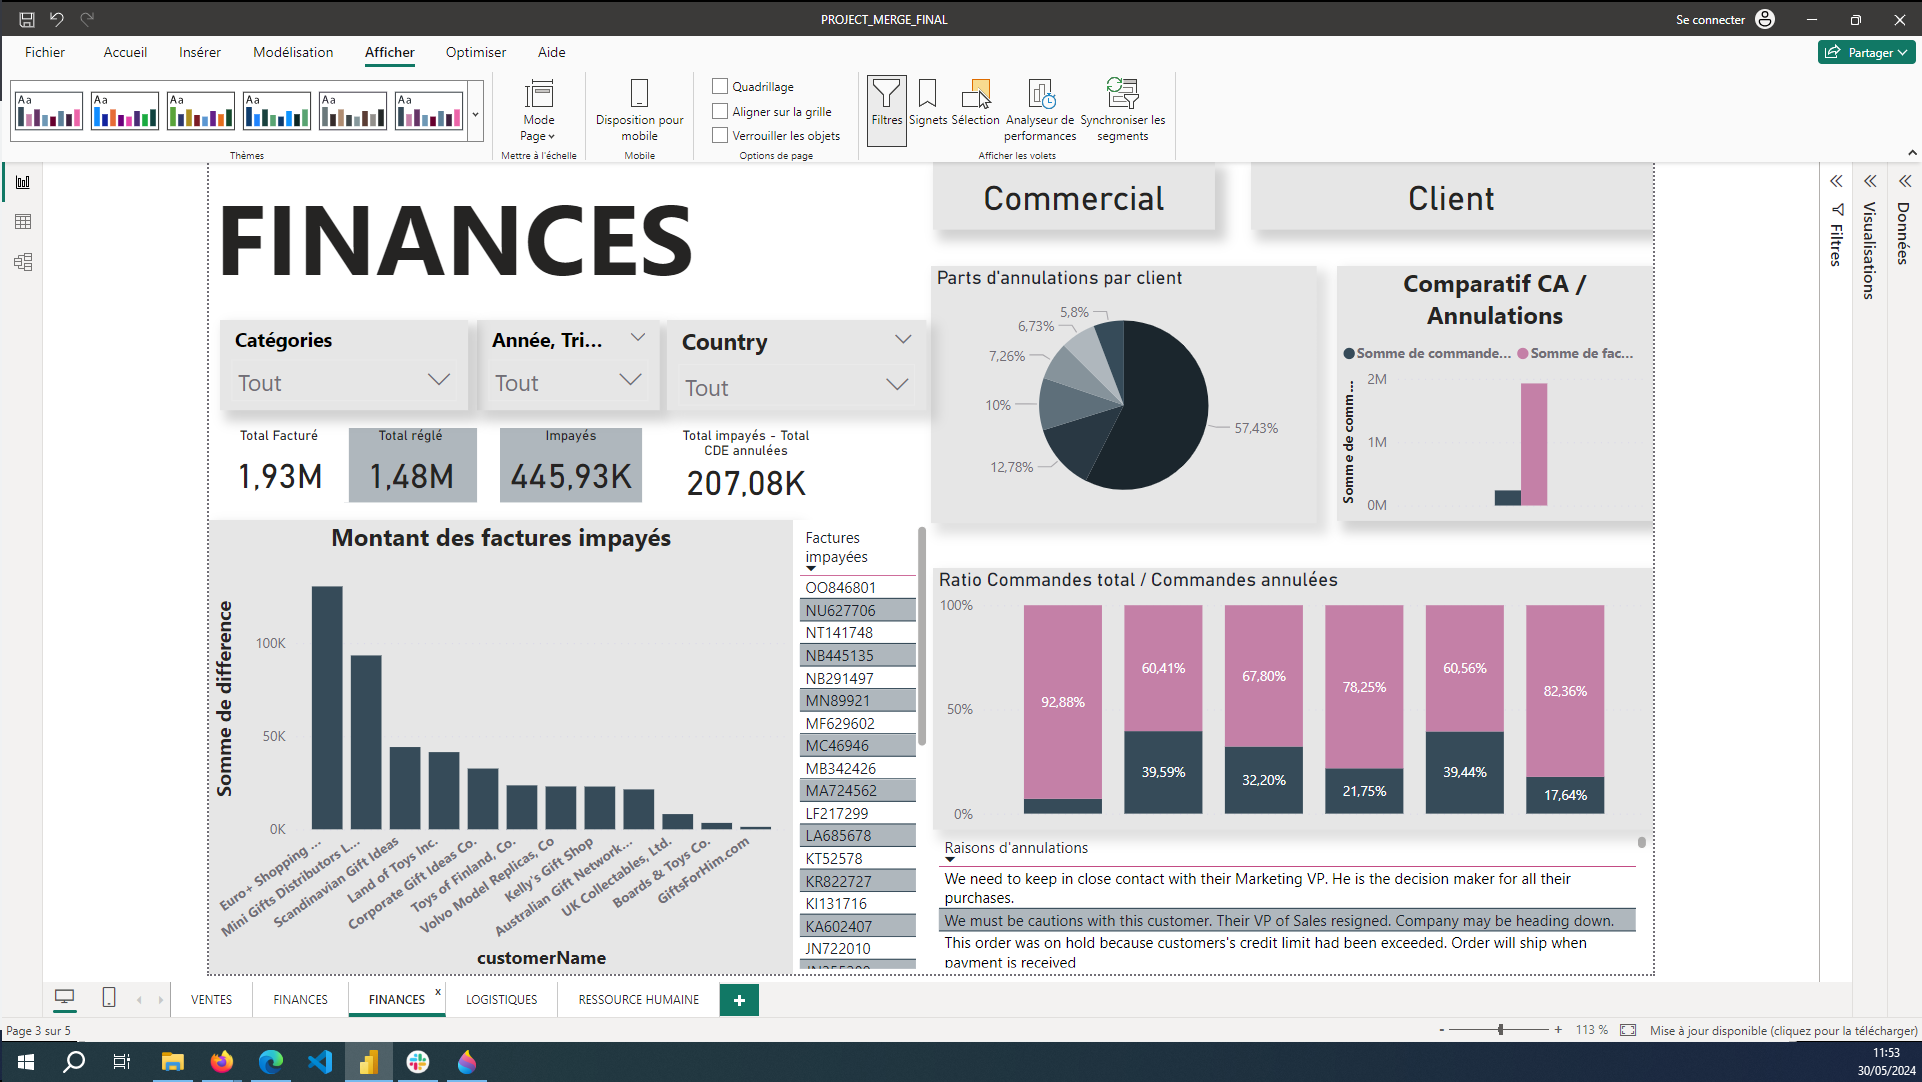 PROJECT_MERGE_FINAL
Se connecter
Fichier
Accueil
Insérer
Modélisation
Afficher
Optimiser
Aide
Partager
Aa
Aa
Aa
Aa
Aa
Aa
Thèmes
Mode
Page
Mettre à l'échelle
Disposition pour
mobile
Mobile
Quadrillage
Aligner sur la grille
Verrouiller les objets
Options de page
Filtres
Signets
Sélection
Analyseur de
performances
Synchroniser les
segments
Afficher les volets
FINANCES
Commercial
Client
Catégories
Tout
Année, Tri...
Tout
Country
Tout
Total Facturé
1,93M
Total réglé
1,48M
Impayés
445,93K
Total impayés - Total
CDE annulées
207,08K
Parts d'annulations par client
5,8%
6,73%
7,26%
10%
12,78%
57,43%
Comparatif CA /
Annulations
Somme de commande...
Somme de fac...
Somme de comm...
2M
1M
0M
Montant des factures impayés
Somme de difference
100K
50K
0K
Euro+ Shopping ...
Mini Gifts Distributors L...
Scandinavian Gift Ideas
Land of Toys Inc.
Corporate Gift Ideas Co.
Toys of Finland, Co.
Volvo Model Replicas, Co
Kelly's Gift Shop
Australian Gift Network...
UK Collectables, Ltd.
Boards & Toys Co.
GiftsForHim.com
customerName
Factures
impayées
OO846801
NU627706
NT141748
NB445135
NB291497
MN89921
MF629602
MC46946
MB342426
MA724562
LF217299
LA685678
KT52578
KR822727
KI131716
KA602407
JN722010
Ratio Commandes total / Commandes annulées
100%
50%
0%
92,88%
60,41%
39,59%
67,80%
32,20%
78,25%
21,75%
60,56%
39,44%
82,36%
17,64%
Raisons d'annulations
We need to keep in close contact with their Marketing VP. He is the decision maker for all their
purchases.
We must be cautions with this customer. Their VP of Sales resigned. Company may be heading down.
This order was on hold because customers's credit limit had been exceeded. Order will ship when
payment is received
Filtres
Visualisations
Données
VENTES
FINANCES
FINANCES
x
LOGISTIQUES
RESSOURCE HUMAINE
+
Page 3 sur 5
- + 113 %
Mise à jour disponible (cliquez pour la télécharger)
11:53
30/05/2024